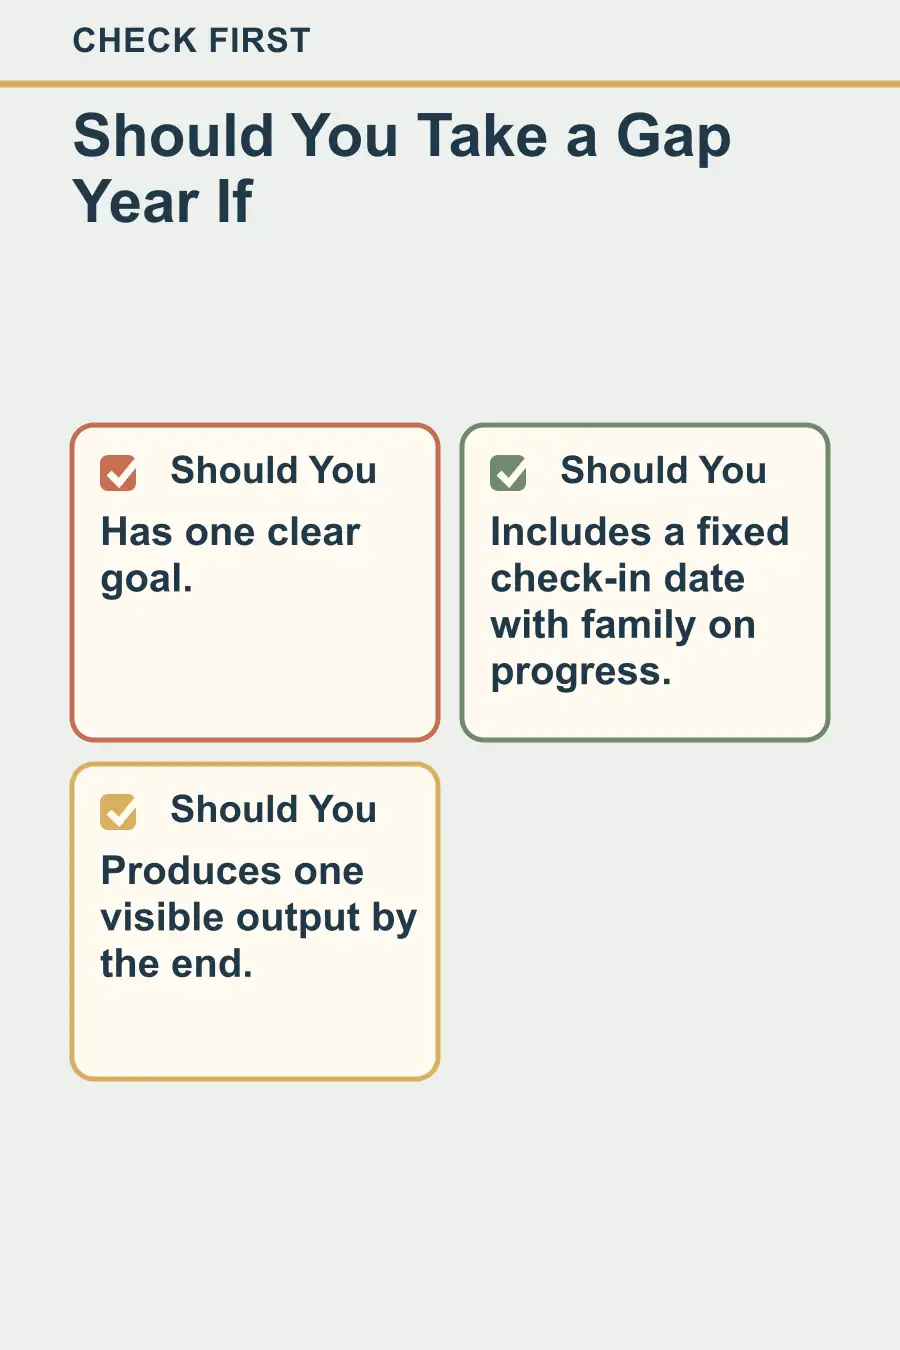 CHECK FIRST
Should You Take a Gap
Year If
Should You
Has one clear
goal.
Should You
Includes a fixed
check-in date
with family on
progress.
Should You
Produces one
visible output by
the end.